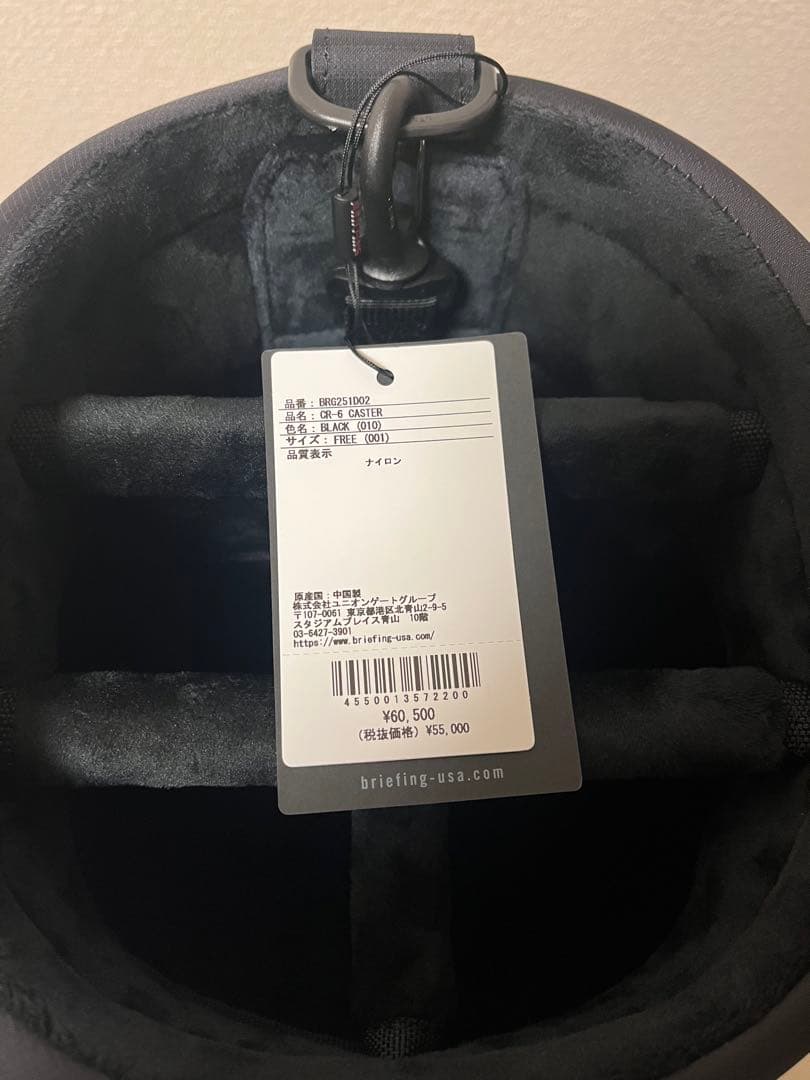 品番：BRG251D02
品名：CR-6 CASTER
色名：BLACK (010)
サイズ：FREE (001)
品質表示
ナイロン
原産国：中国製
株式会社ユニオンゲートグループ
〒107-0061 東京都港区北青山2-9-5
スタジアムプレイス青山 10階
03-6427-3901
https://www.briefing-usa.com/
4550013572200
¥60,500
(税抜価格) ¥55,000
briefing-usa.com